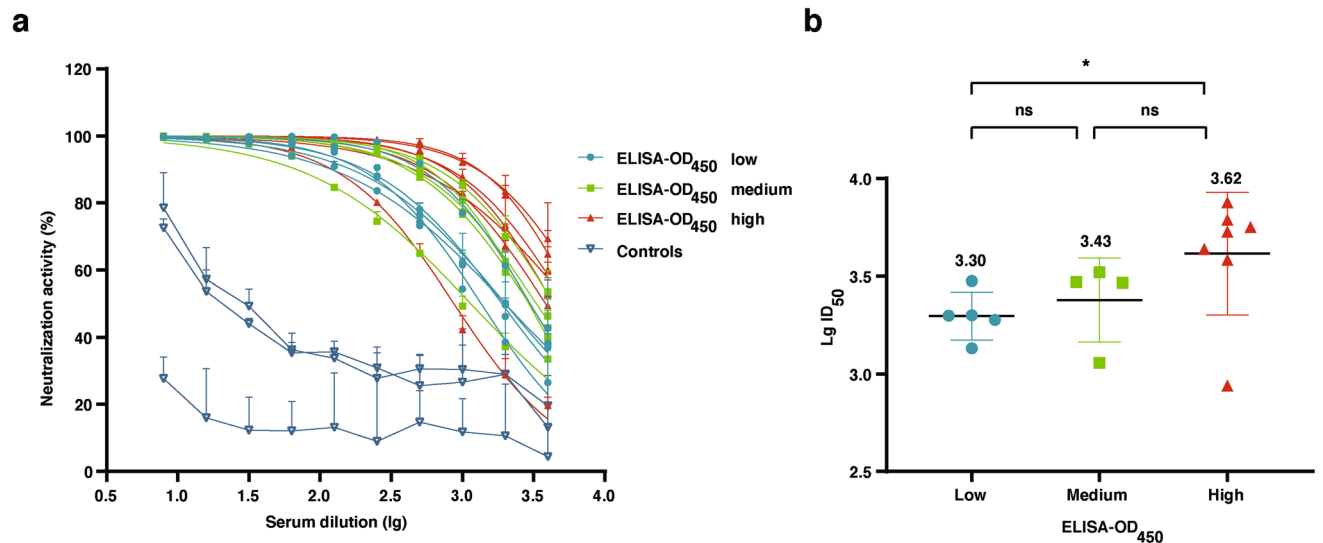 a
120
100
80
60
40
20
0
Neutralization activity (%)
0.5 1.0 1.5 2.0 2.5 3.0 3.5 4.0
Serum dilution (lg)
ELISA-OD450 low
ELISA-OD450 medium
ELISA-OD450 high
Controls
b
*
ns ns
4.0
3.5
3.0
2.5
Lg ID50
3.30
3.43
3.62
Low Medium High
ELISA-OD450